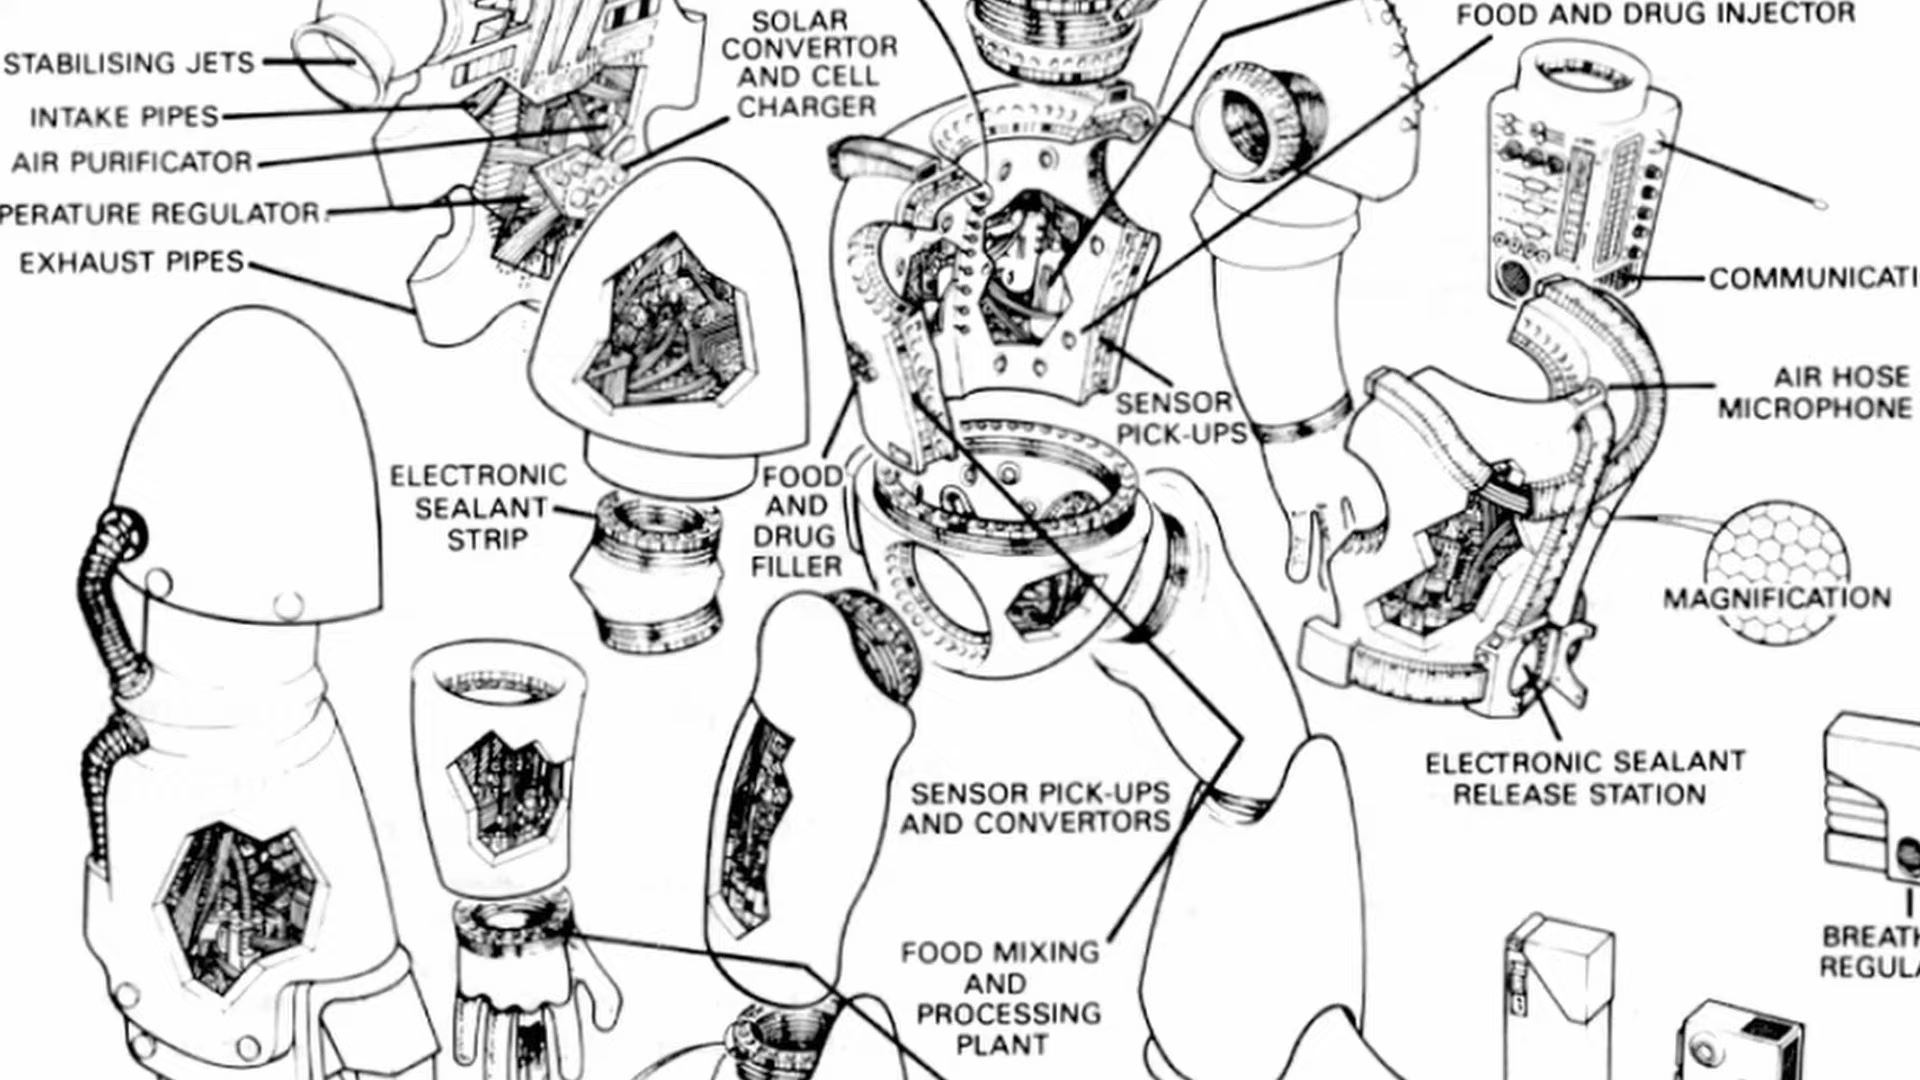 STABILISING JETS
INTAKE PIPES
AIR PURIFICATOR
PERATURE REGULATOR.
EXHAUST PIPES
SOLAR
CONVERTOR
AND CELL
CHARGER
FOOD AND DRUG INJECTOR
COMMUNICATI
AIR HOSE
MICROPHONE
SENSOR
PICK-UPS
ELECTRONIC
SEALANT
STRIP
FOOD
AND
DRUG
FILLER
MAGNIFICATION
ELECTRONIC SEALANT
RELEASE STATION
SENSOR PICK-UPS
AND CONVERTORS
FOOD MIXING
AND
PROCESSING
PLANT
BREATH
REGULA